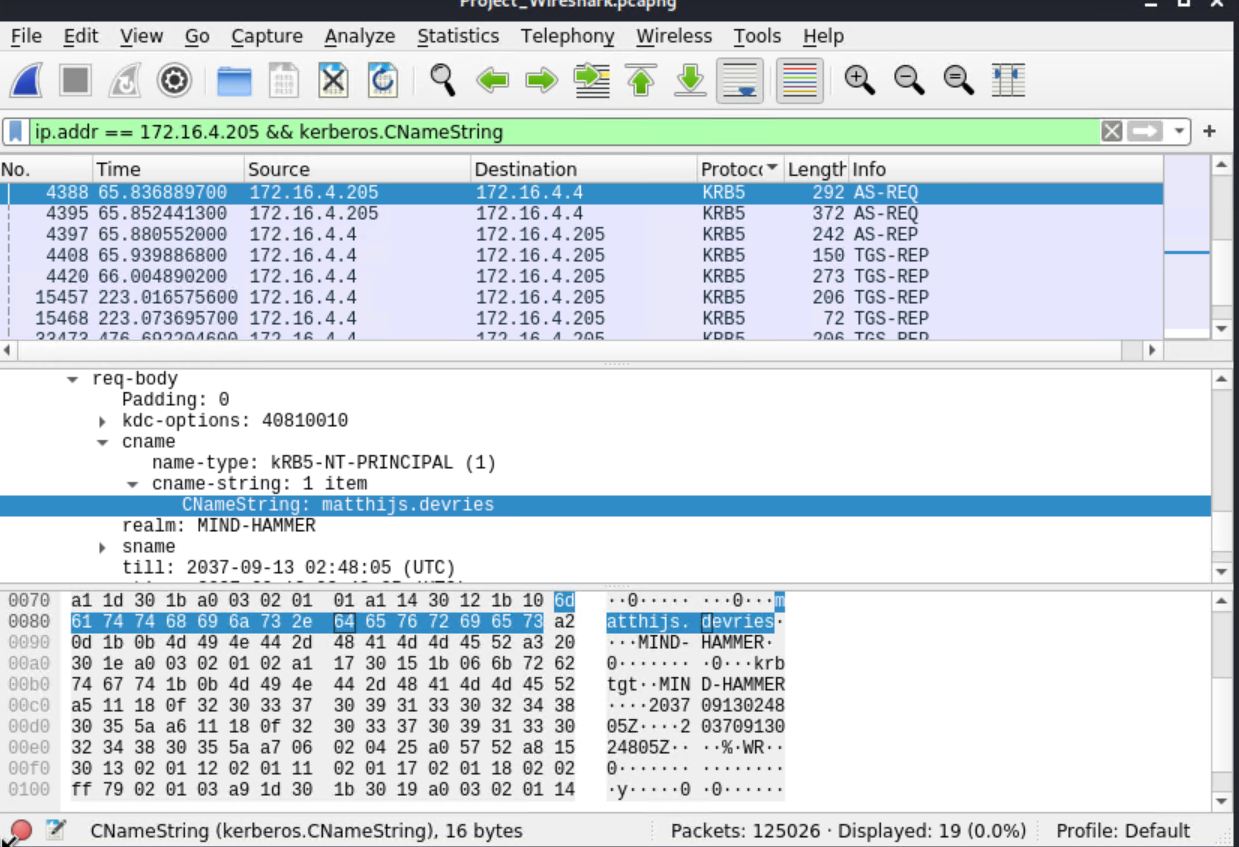 Project_Wireshark.pcapng
File Edit View Go Capture Analyze Statistics Telephony Wireless Tools Help
ip.addr == 172.16.4.205 && kerberos.CNameString
No. Time Source Destination Protoc Length Info
4388 65.836889700 172.16.4.205 172.16.4.4 KRB5 292 AS-REQ
4395 65.852441300 172.16.4.205 172.16.4.4 KRB5 372 AS-REQ
4397 65.880552000 172.16.4.4 172.16.4.205 KRB5 242 AS-REP
4408 65.939886800 172.16.4.4 172.16.4.205 KRB5 150 TGS-REP
4420 66.004890200 172.16.4.4 172.16.4.205 KRB5 273 TGS-REP
15457 223.016575600 172.16.4.4 172.16.4.205 KRB5 206 TGS-REP
15468 223.073695700 172.16.4.4 172.16.4.205 KRB5 72 TGS-REP
33473 476.692204600 172.16.4.4 172.16.4.205 KRB5 206 TGS-REP
req-body
Padding: 0
kdc-options: 40810010
cname
name-type: kRB5-NT-PRINCIPAL (1)
cname-string: 1 item
CNameString: matthijs.devries
realm: MIND-HAMMER
sname
till: 2037-09-13 02:48:05 (UTC)
0070 a1 1d 30 1b a0 03 02 01 01 a1 14 30 12 1b 10 6d ··0····· ···0···m
0080 61 74 74 68 69 6a 73 2e 64 65 76 72 69 65 73 a2 atthijs. devries·
0090 0d 1b 0b 4d 49 4e 44 2d 48 41 4d 4d 45 52 a3 20 ···MIND- HAMMER· 
00a0 30 1e a0 03 02 01 02 a1 17 30 15 1b 06 6b 72 62 0······· ·0···krb
00b0 74 67 74 1b 0b 4d 49 4e 44 2d 48 41 4d 4d 45 52 tgt··MIN D-HAMMER
00c0 a5 11 18 0f 32 30 33 37 30 39 31 33 30 32 34 38 ····2037 09130248
00d0 30 35 5a a6 11 18 0f 32 30 33 37 30 39 31 33 30 05Z····2 03709130
00e0 32 34 38 30 35 5a a7 06 02 04 25 a0 57 52 a8 15 24805Z·· ··%·WR··
00f0 30 13 02 01 12 02 01 11 02 01 17 02 01 18 02 02 0······· ········
0100 ff 79 02 01 03 a9 1d 30 1b 30 19 a0 03 02 01 14 ·y·····0 ·0······
CNameString (kerberos.CNameString), 16 bytes Packets: 125026 · Displayed: 19 (0.0%) Profile: Default